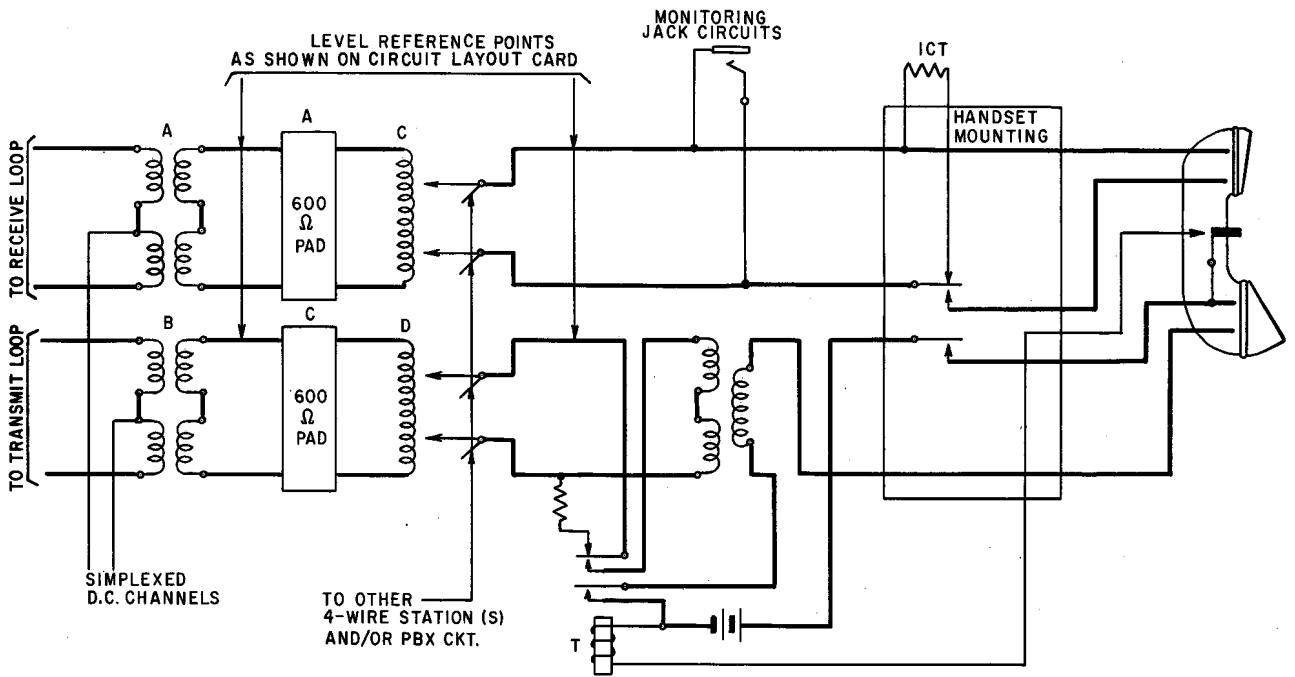 MONITORING
JACK CIRCUITS
LEVEL REFERENCE POINTS
AS SHOWN ON CIRCUIT LAYOUT CARD
ICT
HANDSET
MOUNTING
A
A
C
TO RECEIVE LOOP
600
Ω
PAD
B
C
D
TO TRANSMIT LOOP
600
Ω
PAD
SIMPLEXED
D.C. CHANNELS
TO OTHER
4-WIRE STATION (S)
AND/OR PBX CKT.
T